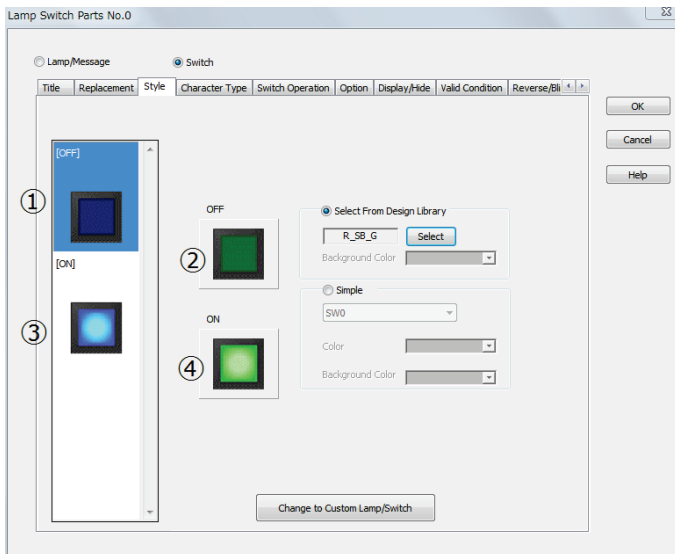 Lamp Switch Parts No.0
Lamp/Message
Switch
Title Replacement Style Character Type Switch Operation Option Display/Hide Valid Condition Reverse/Bli
OK
Cancel
Help
[OFF]
①
[ON]
③
OFF
②
ON
④
Select From Design Library
R_SB_G Select
Background Color
Simple
SW0
Color
Background Color
Change to Custom Lamp/Switch